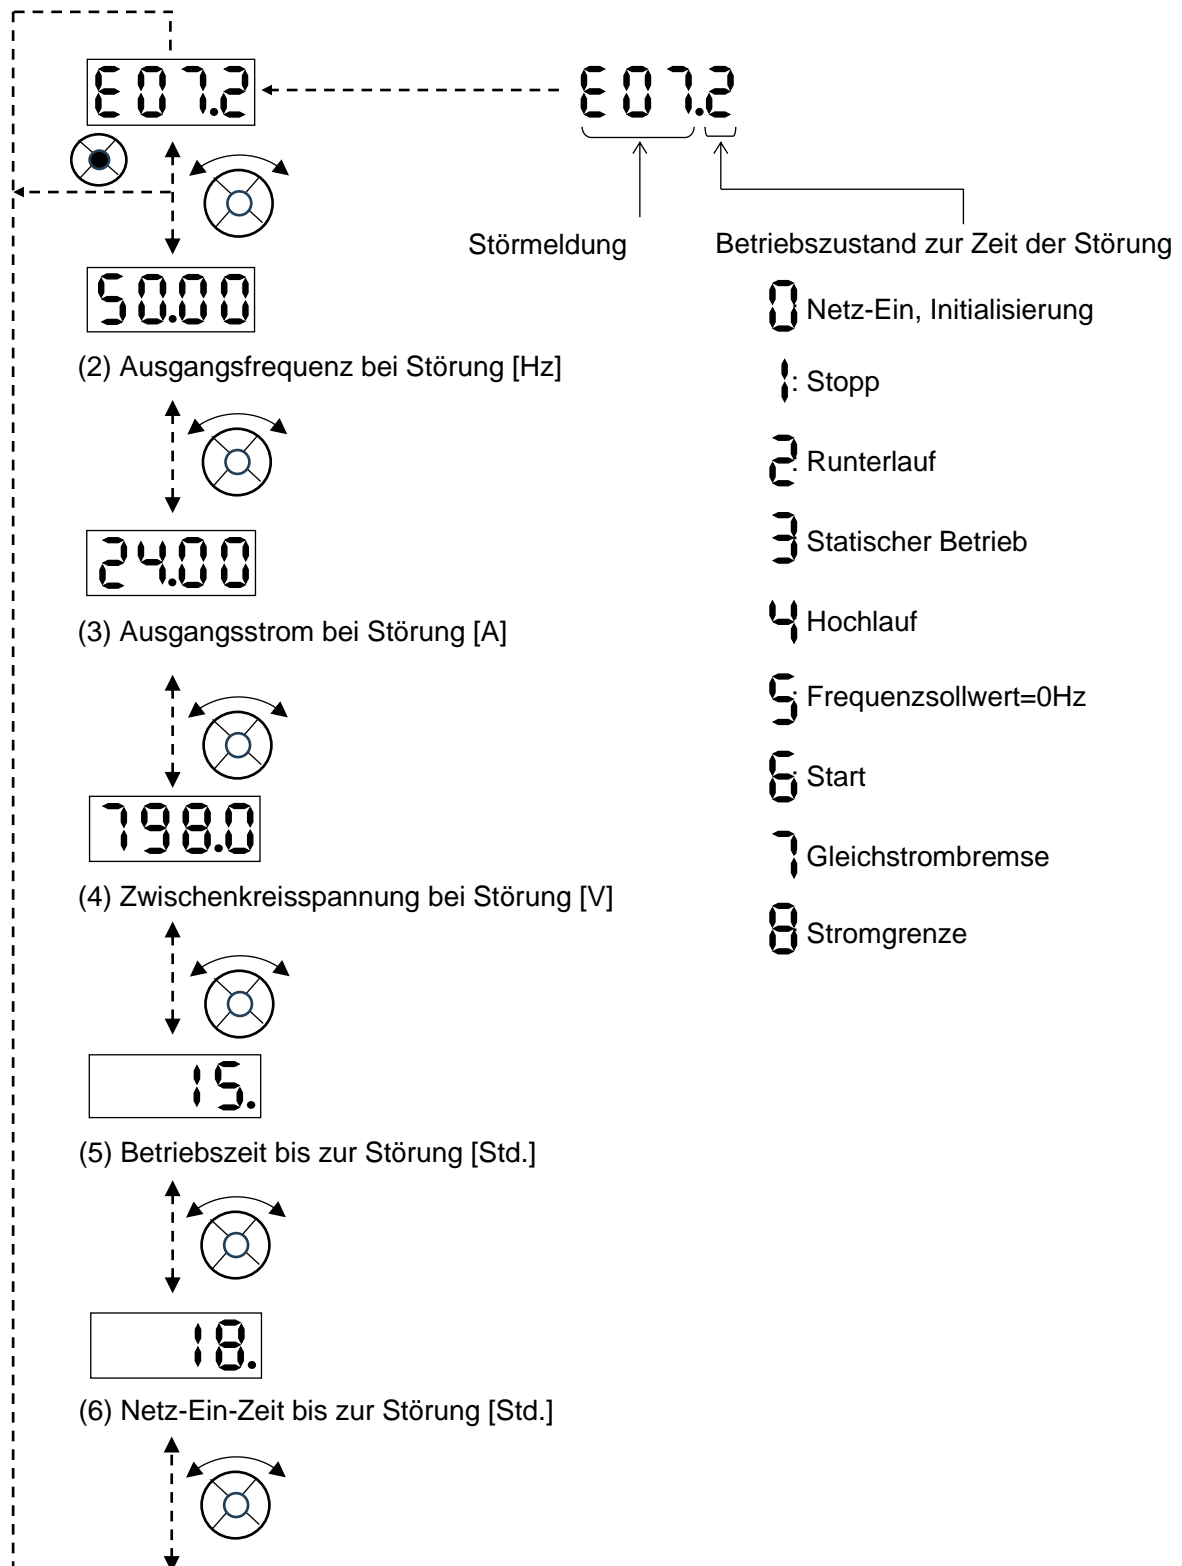 E07.2
E07.2
Störmeldung
Betriebszustand zur Zeit der Störung
50.00
(2) Ausgangsfrequenz bei Störung [Hz]
24.00
(3) Ausgangsstrom bei Störung [A]
798.0
(4) Zwischenkreisspannung bei Störung [V]
15.
(5) Betriebszeit bis zur Störung [Std.]
18.
(6) Netz-Ein-Zeit bis zur Störung [Std.]
0 Netz-Ein, Initialisierung
1: Stopp
2: Runterlauf
3 Statischer Betrieb
4 Hochlauf
5: Frequenzsollwert=0Hz
6: Start
7 Gleichstrombremse
8 Stromgrenze